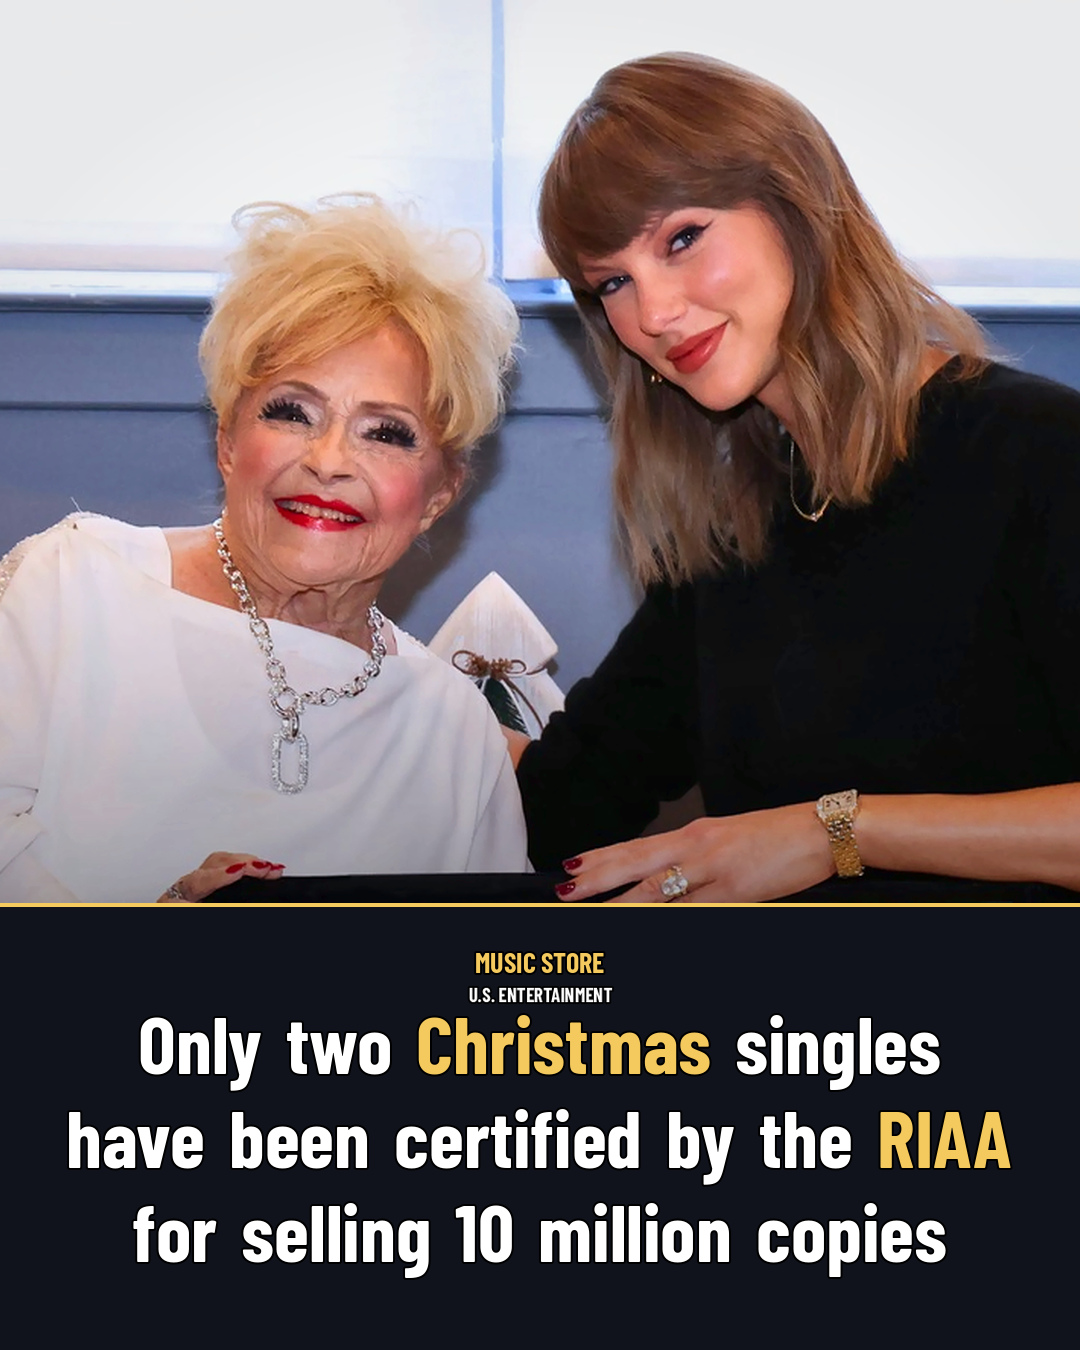 MUSIC STORE
U.S. ENTERTAINMENT
Only two Christmas singles
have been certified by the RIAA
for selling 10 million copies